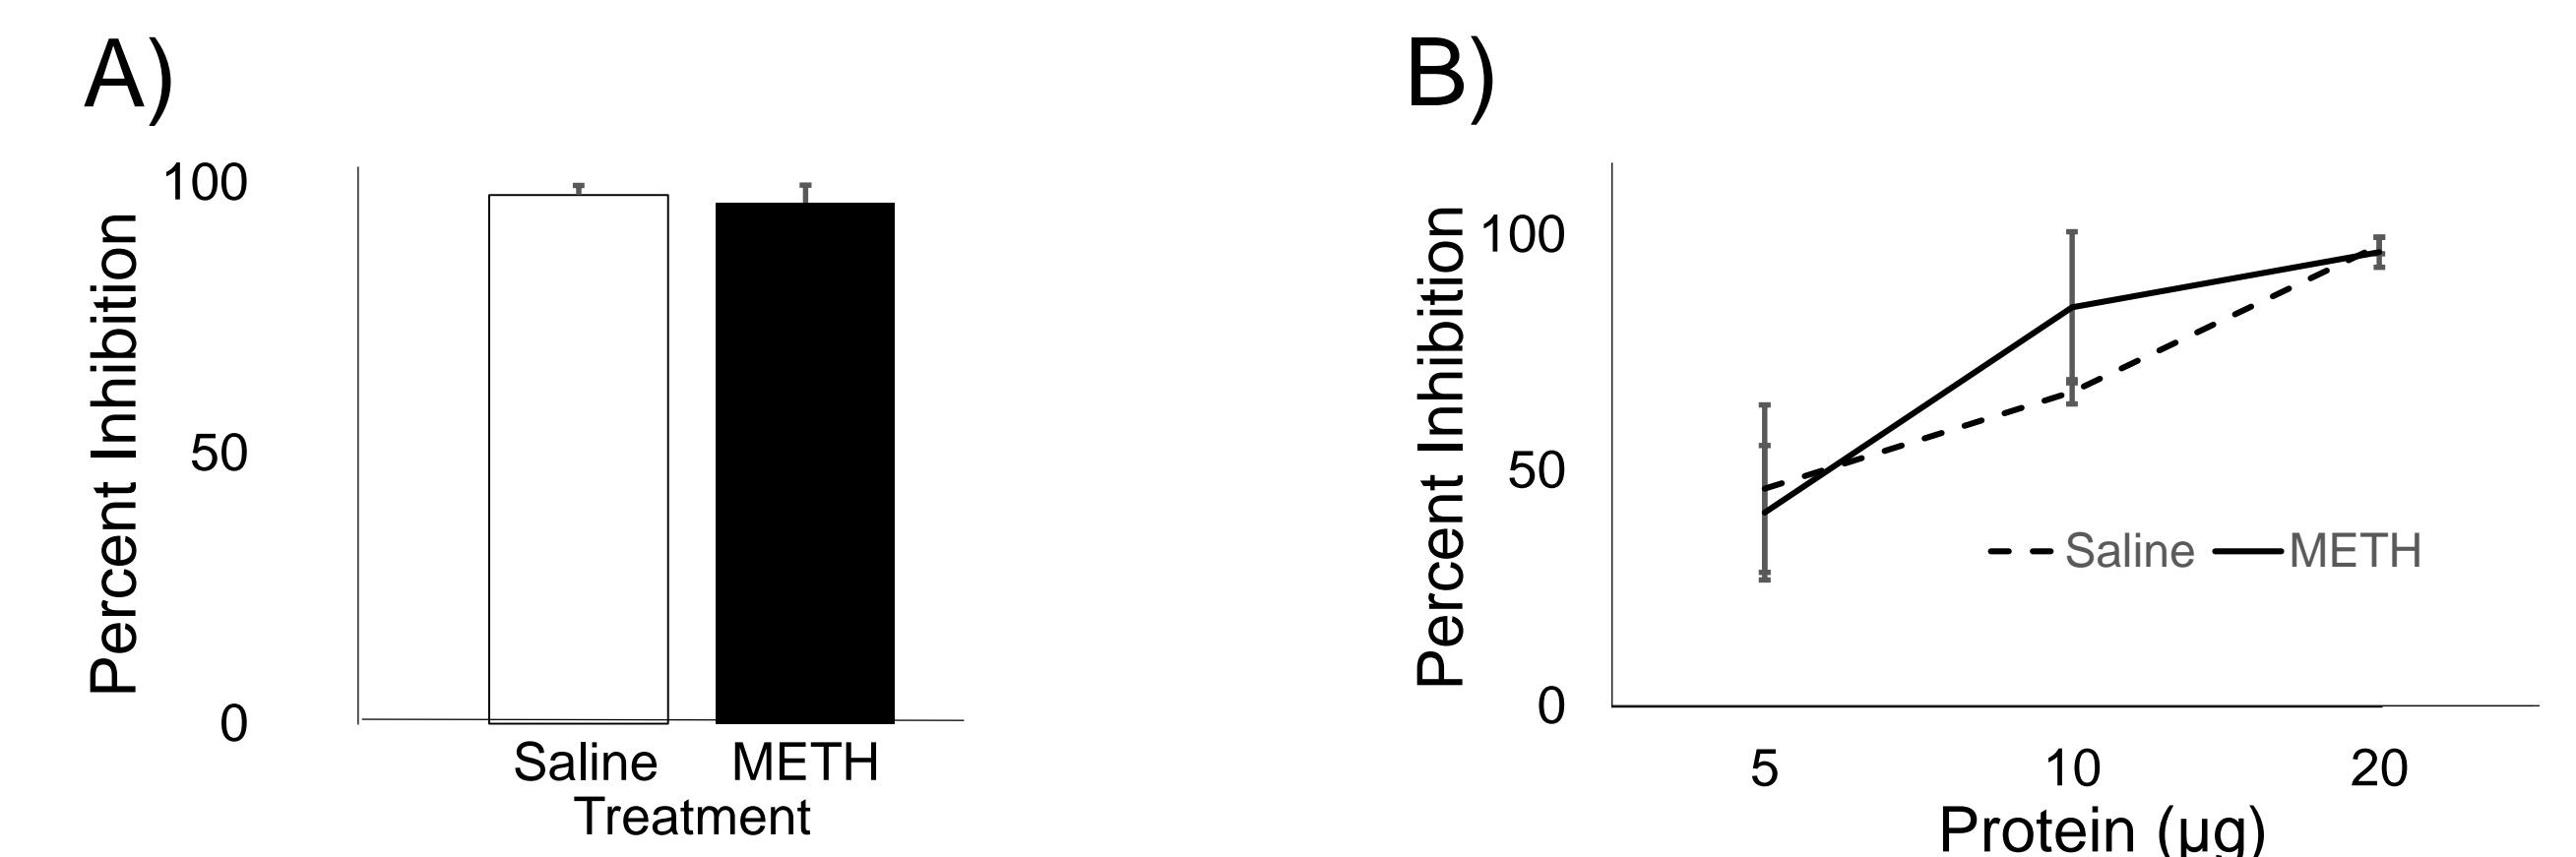 A)
100
50
0
Percent Inhibition
Saline METH
Treatment
B)
100
50
0
Percent Inhibition
Saline METH
5 10 20
Protein (µg)